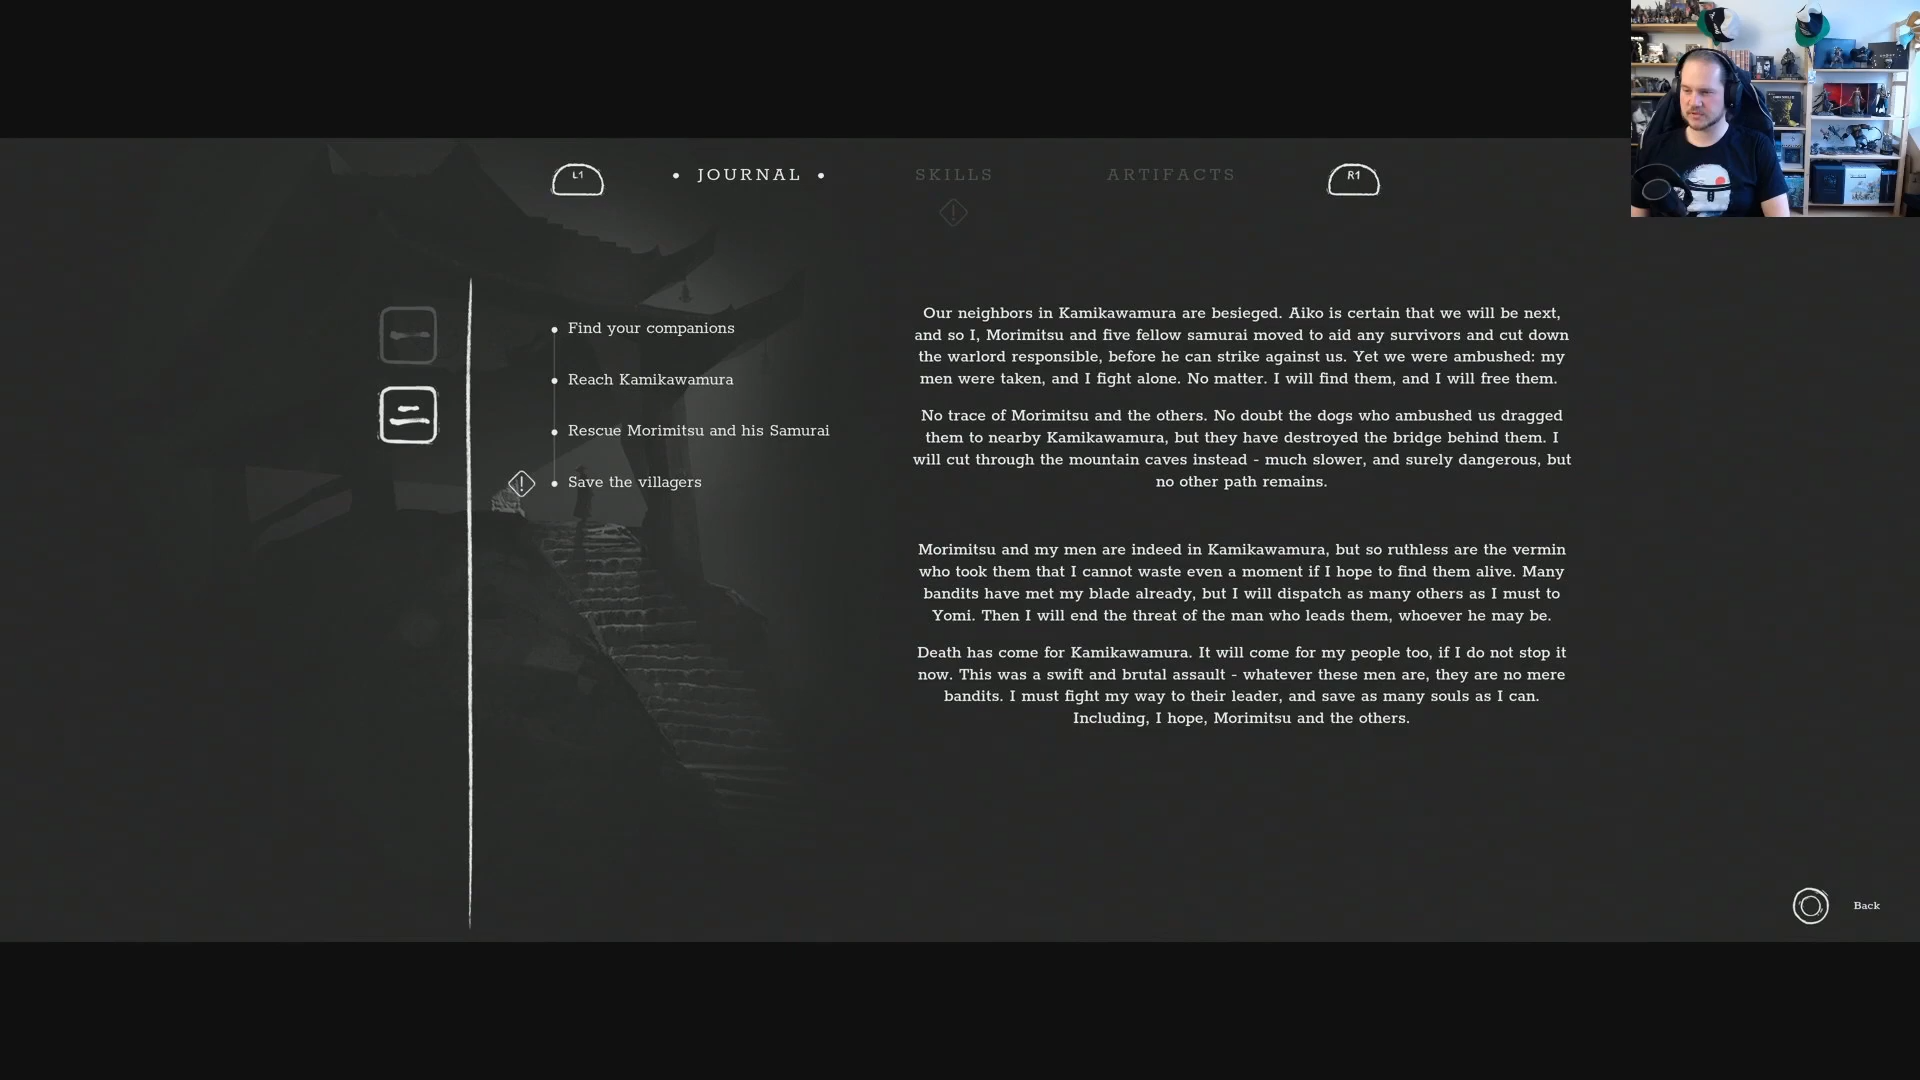 L1
JOURNAL
SKILLS
ARTIFACTS
R1
一
二
Find your companions
Reach Kamikawamura
Rescue Morimitsu and his Samurai
! Save the villagers
Our neighbors in Kamikawamura are besieged. Aiko is certain that we will be next,
and so I, Morimitsu and five fellow samurai moved to aid any survivors and cut down
the warlord responsible, before he can strike against us. Yet we were ambushed: my
men were taken, and I fight alone. No matter. I will find them, and I will free them.
No trace of Morimitsu and the others. No doubt the dogs who ambushed us dragged
them to nearby Kamikawamura, but they have destroyed the bridge behind them. I
will cut through the mountain caves instead - much slower, and surely dangerous, but
no other path remains.
Morimitsu and my men are indeed in Kamikawamura, but so ruthless are the vermin
who took them that I cannot waste even a moment if I hope to find them alive. Many
bandits have met my blade already, but I will dispatch as many others as I must to
Yomi. Then I will end the threat of the man who leads them, whoever he may be.
Death has come for Kamikawamura. It will come for my people too, if I do not stop it
now. This was a swift and brutal assault - whatever these men are, they are no mere
bandits. I must fight my way to their leader, and save as many souls as I can.
Including, I hope, Morimitsu and the others.
Back